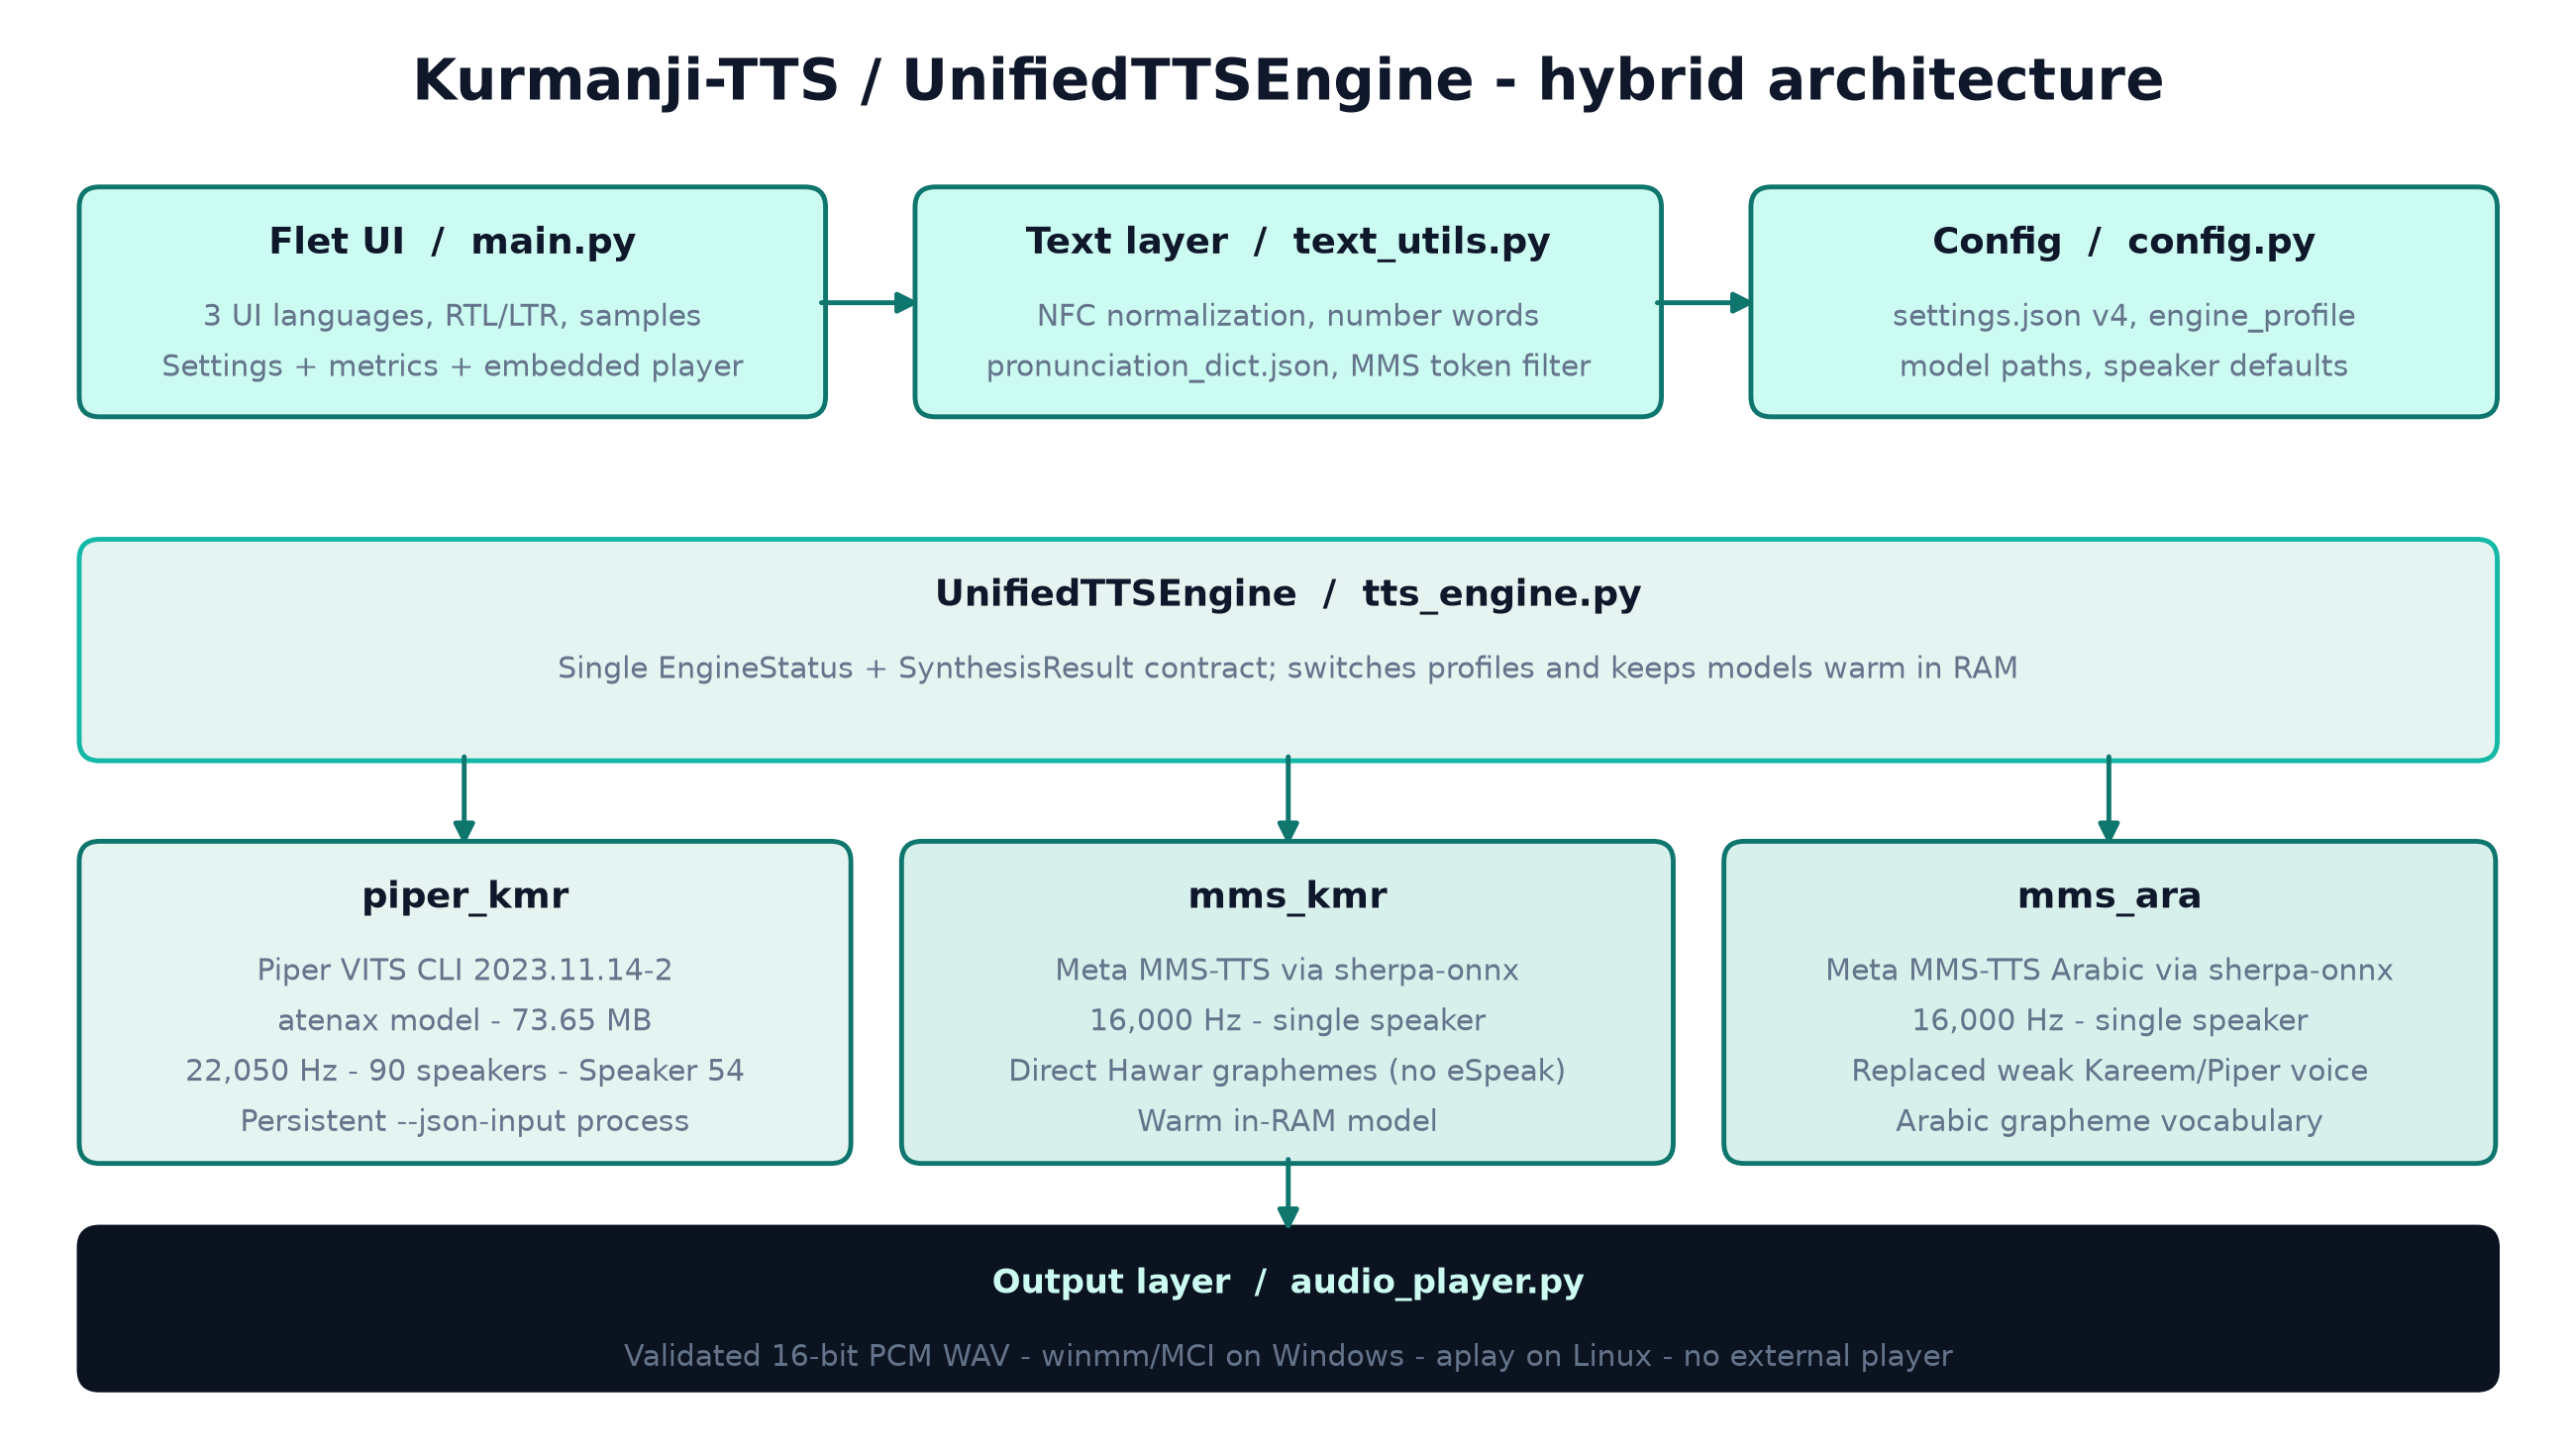 Kurmanji-TTS / UnifiedTTSEngine - hybrid architecture
Flet UI / main.py
3 UI languages, RTL/LTR, samples
Settings + metrics + embedded player
Text layer / text_utils.py
NFC normalization, number words
pronunciation_dict.json, MMS token filter
Config / config.py
settings.json v4, engine_profile
model paths, speaker defaults
UnifiedTTSEngine / tts_engine.py
Single EngineStatus + SynthesisResult contract; switches profiles and keeps models warm in RAM
piper_kmr
Piper VITS CLI 2023.11.14-2
atenax model - 73.65 MB
22,050 Hz - 90 speakers - Speaker 54
Persistent --json-input process
mms_kmr
Meta MMS-TTS via sherpa-onnx
16,000 Hz - single speaker
Direct Hawar graphemes (no eSpeak)
Warm in-RAM model
mms_ara
Meta MMS-TTS Arabic via sherpa-onnx
16,000 Hz - single speaker
Replaced weak Kareem/Piper voice
Arabic grapheme vocabulary
Output layer / audio_player.py
Validated 16-bit PCM WAV - winmm/MCI on Windows - aplay on Linux - no external player